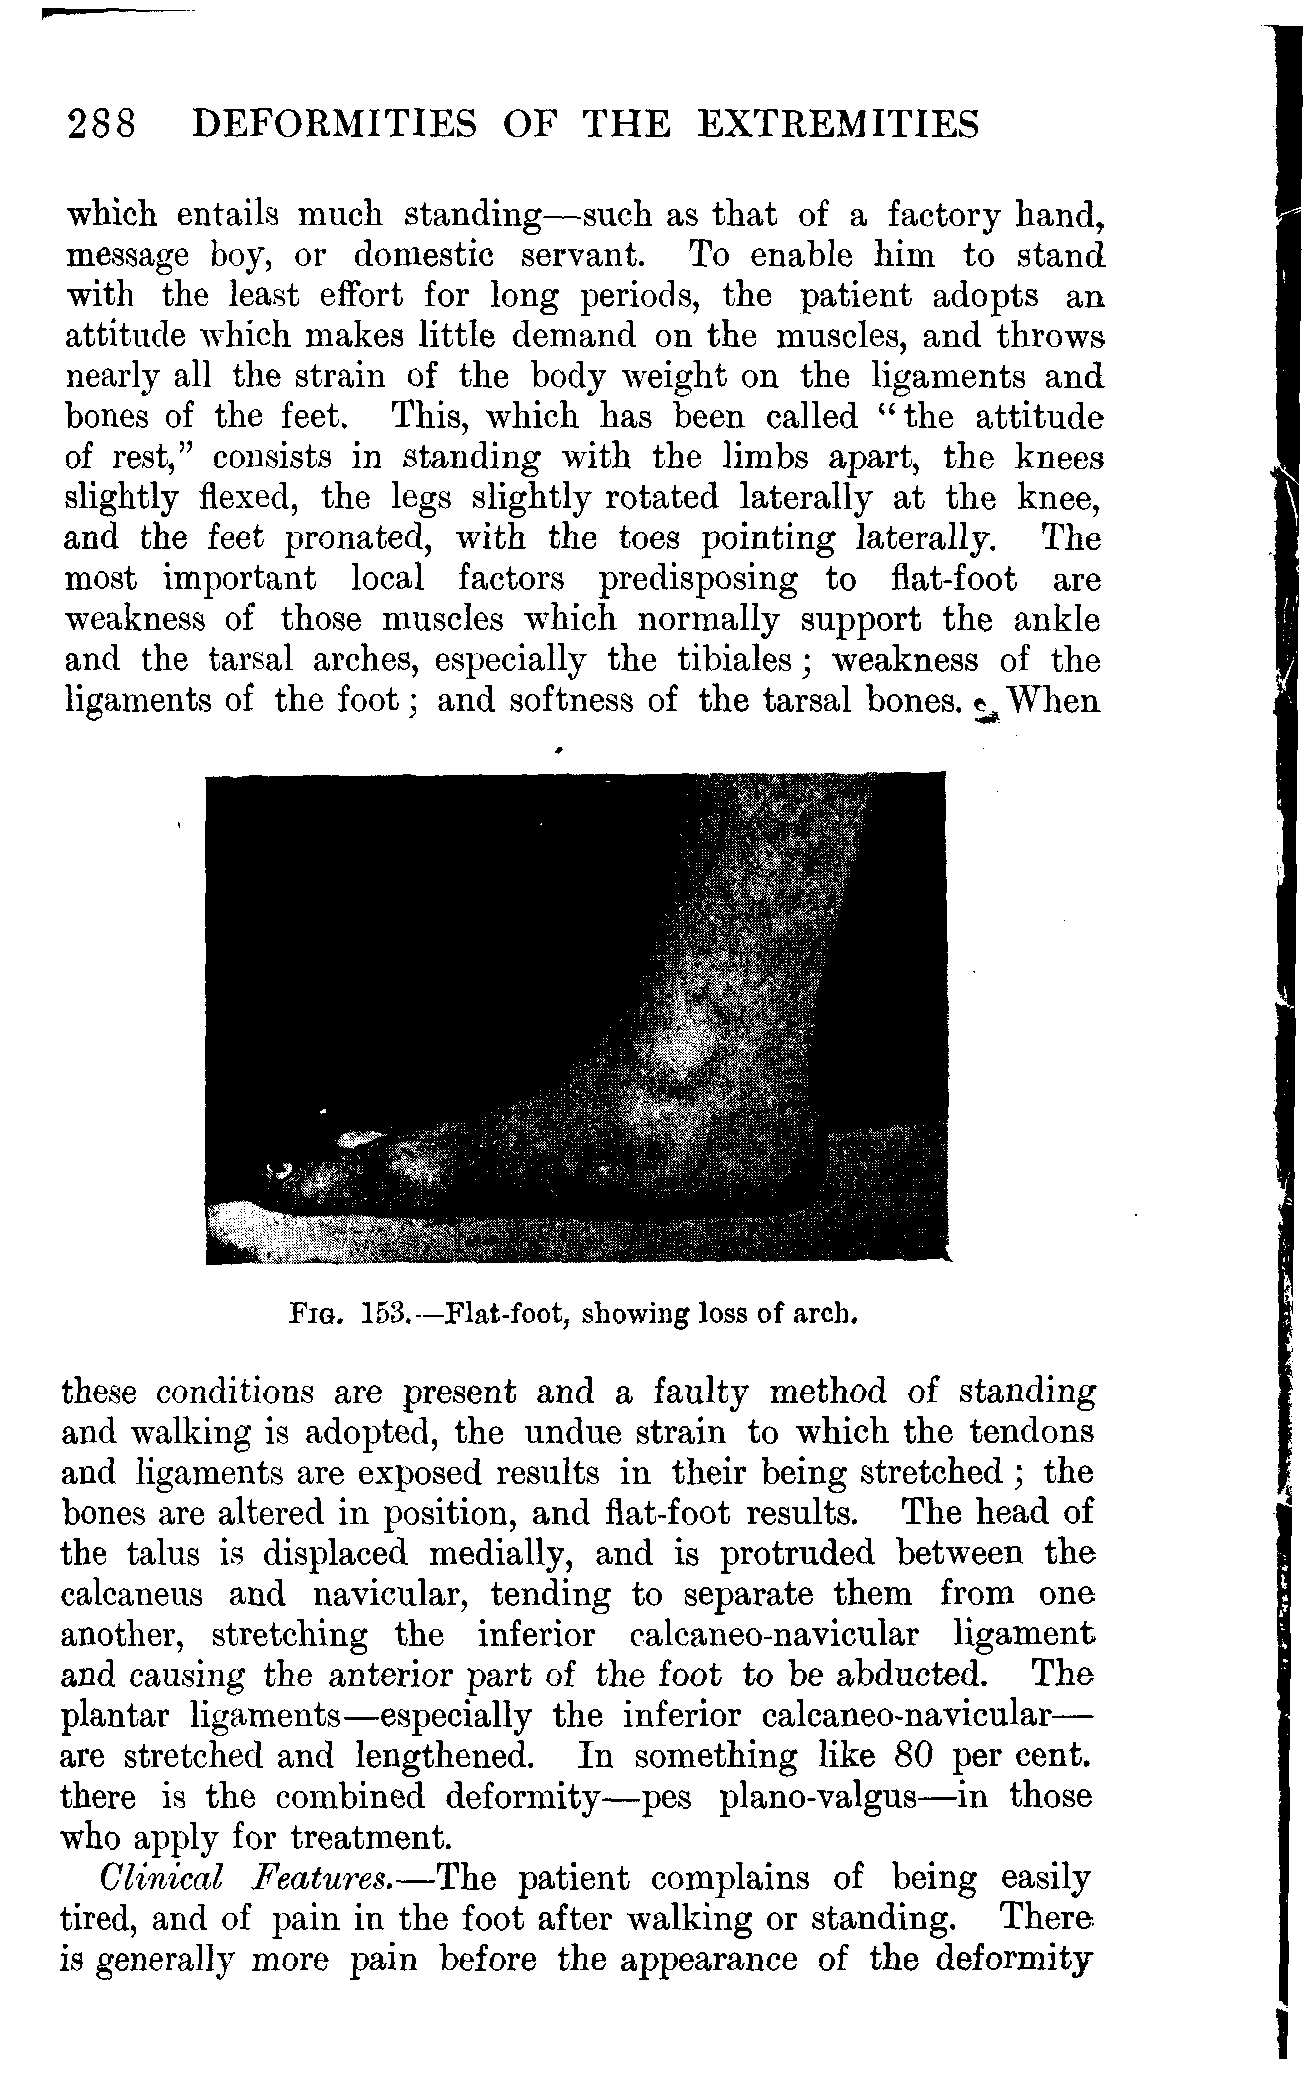 288 DEFORMITIES OF THE EXTREMITIES
which entails much standing—such as that of a factory hand,
message boy, or domestic servant. To enable him to stand
with the least effort for long periods, the patient adopts an
attitude which makes little demand on the muscles, and throws
nearly all the strain of the body weight on the ligaments and
bones of the feet. This, which has been called “the attitude
of rest,” consists in standing with the limbs apart, the knees
slightly flexed, the legs slightly rotated laterally at the knee,
and the feet pronated, with the toes pointing laterally. The
most important local factors predisposing to flat-foot are
weakness of those muscles which normally support the ankle
and the tarsal arches, especially the tibiales; weakness of the
ligaments of the foot; and softness of the tarsal bones. When
FIG. 153.—Flat-foot, showing loss of arch.
these conditions are present and a faulty method of standing
and walking is adopted, the undue strain to which the tendons
and ligaments are exposed results in their being stretched; the
bones are altered in position, and flat-foot results. The head of
the talus is displaced medially, and is protruded between the
calcaneus and navicular, tending to separate them from one
another, stretching the inferior calcaneo-navicular ligament
and causing the anterior part of the foot to be abducted. The
plantar ligaments—especially the inferior calcaneo-navicular—
are stretched and lengthened. In something like 80 per cent.
there is the combined deformity—pes plano-valgus—in those
who apply for treatment.
Clinical Features.—The patient complains of being easily
tired, and of pain in the foot after walking or standing. There
is generally more pain before the appearance of the deformity